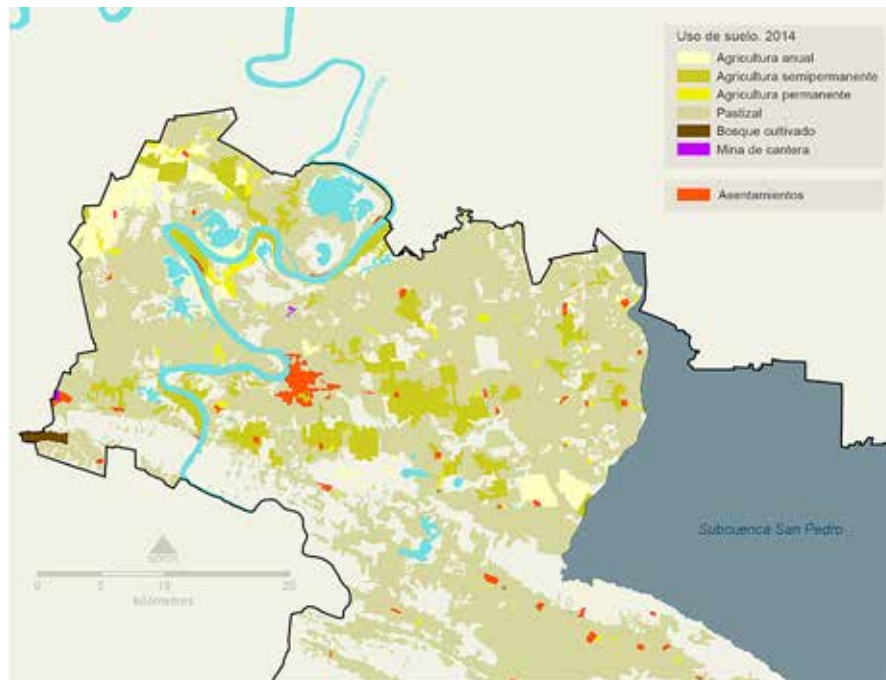 Uso de suelo. 2014
Agricultura anual
Agricultura semipermanente
Agricultura permanente
Pastizal
Bosque cultivado
Mina de cantera
Asentamientos
Subcuenca San Pedro
0 5 10 20
kilómetros